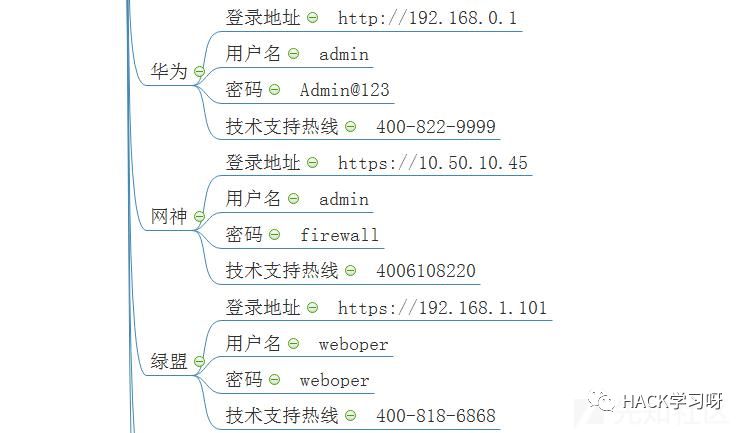 华为
登录地址 http://192.168.0.1
用户名 admin
密码 Admin@123
技术支持热线 400-822-9999
网神
登录地址 https://10.50.10.45
用户名 admin
密码 firewall
技术支持热线 4006108220
绿盟
登录地址 https://192.168.1.101
用户名 weboper
密码 weboper
技术支持热线 400-818-6868
HACK学习呀